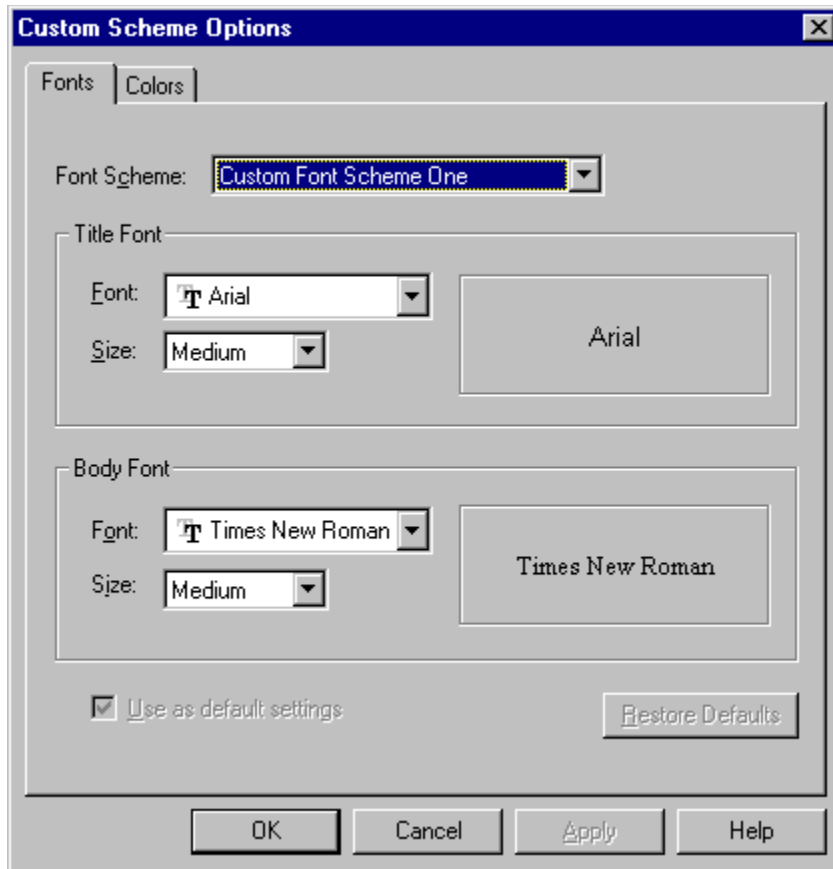 Custom Scheme Options
Fonts Colors
Font Scheme: Custom Font Scheme One
Title Font
Font: Arial
Arial
Size: Medium
Body Font
Font: Times New Roman
Times New Roman
Size: Medium
Use as default settings Restore Defaults
OK Cancel Apply Help